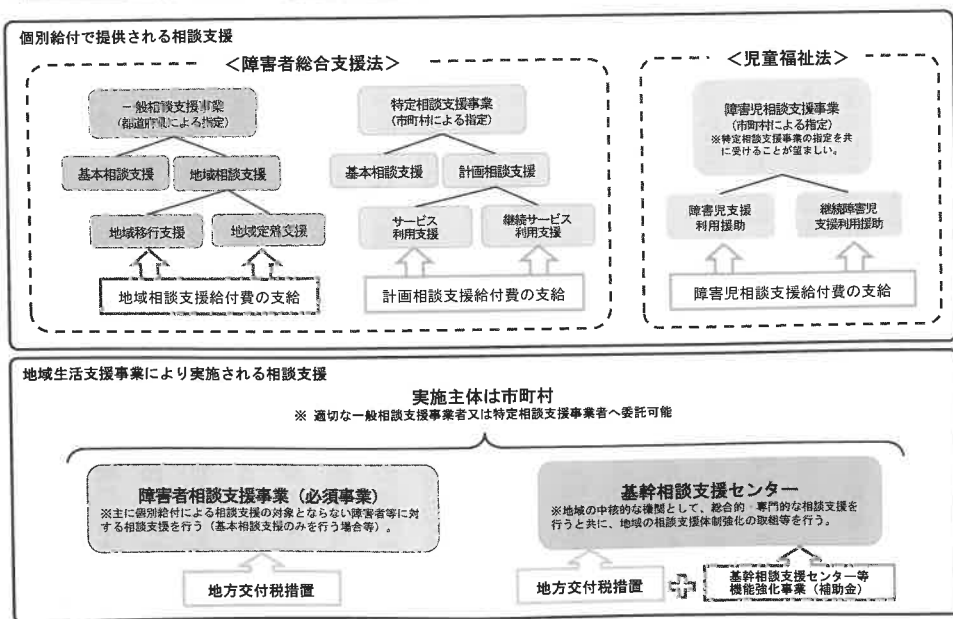 個別給付で提供される相談支援
＜障害者総合支援法＞
一般相談支援事業
（都道府県による指定）
基本相談支援
地域相談支援
地域移行支援
地域定着支援
地域相談支援給付費の支給
特定相談支援事業
（市町村による指定）
基本相談支援
計画相談支援
サービス
利用支援
継続サービス
利用支援
計画相談支援給付費の支給
＜児童福祉法＞
障害児相談支援事業
（市町村による指定）
※特定相談支援事業の指定を共
に受けることが望ましい。
障害児支援
利用援助
継続障害児
支援利用援助
障害児相談支援給付費の支給
地域生活支援事業により実施される相談支援
実施主体は市町村
※ 適切な一般相談支援事業者又は特定相談支援事業者へ委託可能
障害者相談支援事業（必須事業）
※主に個別給付による相談支援の対象とならない障害者等に対
する相談支援を行う（基本相談支援のみを行う場合等）。
地方交付税措置
基幹相談支援センター
※地域の中核的な機関として、総合的・専門的な相談支援を
行うと共に、地域の相談支援体制強化の取組等を行う。
地方交付税措置
基幹相談支援センター等
機能強化事業（補助金）